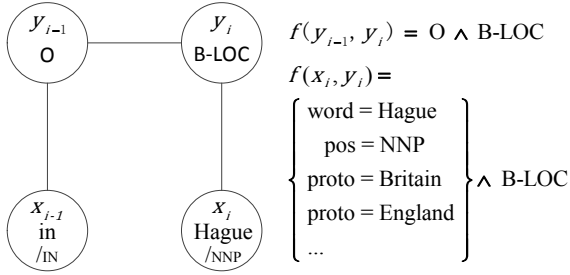 y_{i-1}
O
y_i
B-LOC
x_{i-1}
in
/IN
x_i
Hague
/NNP
f(y_{i-1}, y_i) = O ∧ B-LOC
f(x_i, y_i) =
{ word = Hague
pos = NNP
proto = Britain
proto = England
... } ∧ B-LOC